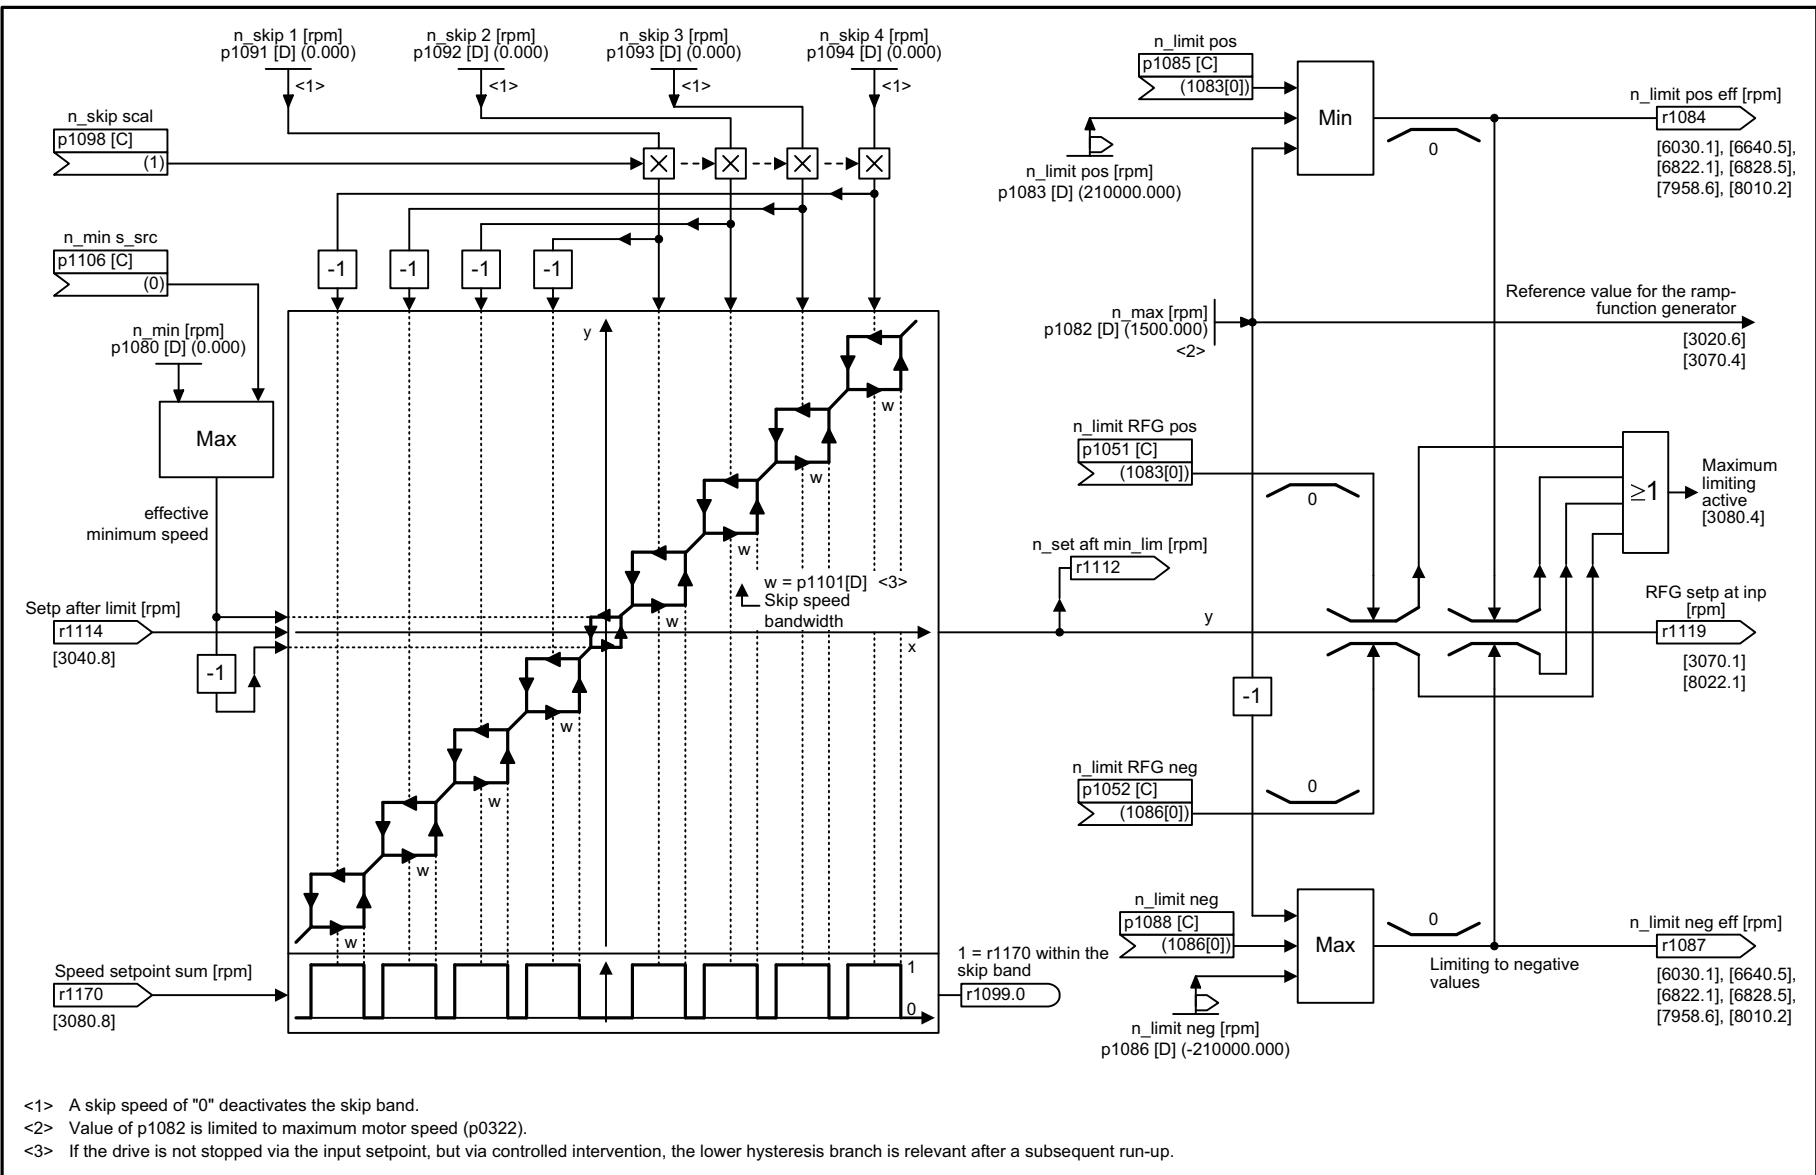 n_skip 1 [rpm]
p1091 [D] (0.000)
<1>
n_skip 2 [rpm]
p1092 [D] (0.000)
<1>
n_skip 3 [rpm]
p1093 [D] (0.000)
<1>
n_skip 4 [rpm]
p1094 [D] (0.000)
<1>
n_skip scal
p1098 [C]
(1)
n_min s_src
p1106 [C]
(0)
n_min [rpm]
p1080 [D] (0.000)
Max
effective
minimum speed
Setp after limit [rpm]
r1114
[3040.8]
-1
-1
-1
-1
-1
y
x
w
w
w
w
w
w
w
w
w = p1101[D] <3>
Skip speed
bandwidth
Speed setpoint sum [rpm]
r1170
[3080.8]
1
0
1 = r1170 within the
skip band
r1099.0
n_limit pos
p1085 [C]
(1083[0])
n_limit pos [rpm]
p1083 [D] (210000.000)
Min
0
n_limit pos eff [rpm]
r1084
[6030.1], [6640.5],
[6822.1], [6828.5],
[7958.6], [8010.2]
n_max [rpm]
p1082 [D] (1500.000)
<2>
Reference value for the ramp-
function generator
[3020.6]
[3070.4]
n_limit RFG pos
p1051 [C]
(1083[0])
0
≥1
Maximum
limiting
active
[3080.4]
n_set aft min_lim [rpm]
r1112
y
RFG setp at inp
[rpm]
r1119
[3070.1]
[8022.1]
-1
n_limit RFG neg
p1052 [C]
(1086[0])
0
n_limit neg
p1088 [C]
(1086[0])
n_limit neg [rpm]
p1086 [D] (-210000.000)
Max
0
Limiting to negative
values
n_limit neg eff [rpm]
r1087
[6030.1], [6640.5],
[6822.1], [6828.5],
[7958.6], [8010.2]
<1> A skip speed of "0" deactivates the skip band.
<2> Value of p1082 is limited to maximum motor speed (p0322).
<3> If the drive is not stopped via the input setpoint, but via controlled intervention, the lower hysteresis branch is relevant after a subsequent run-up.